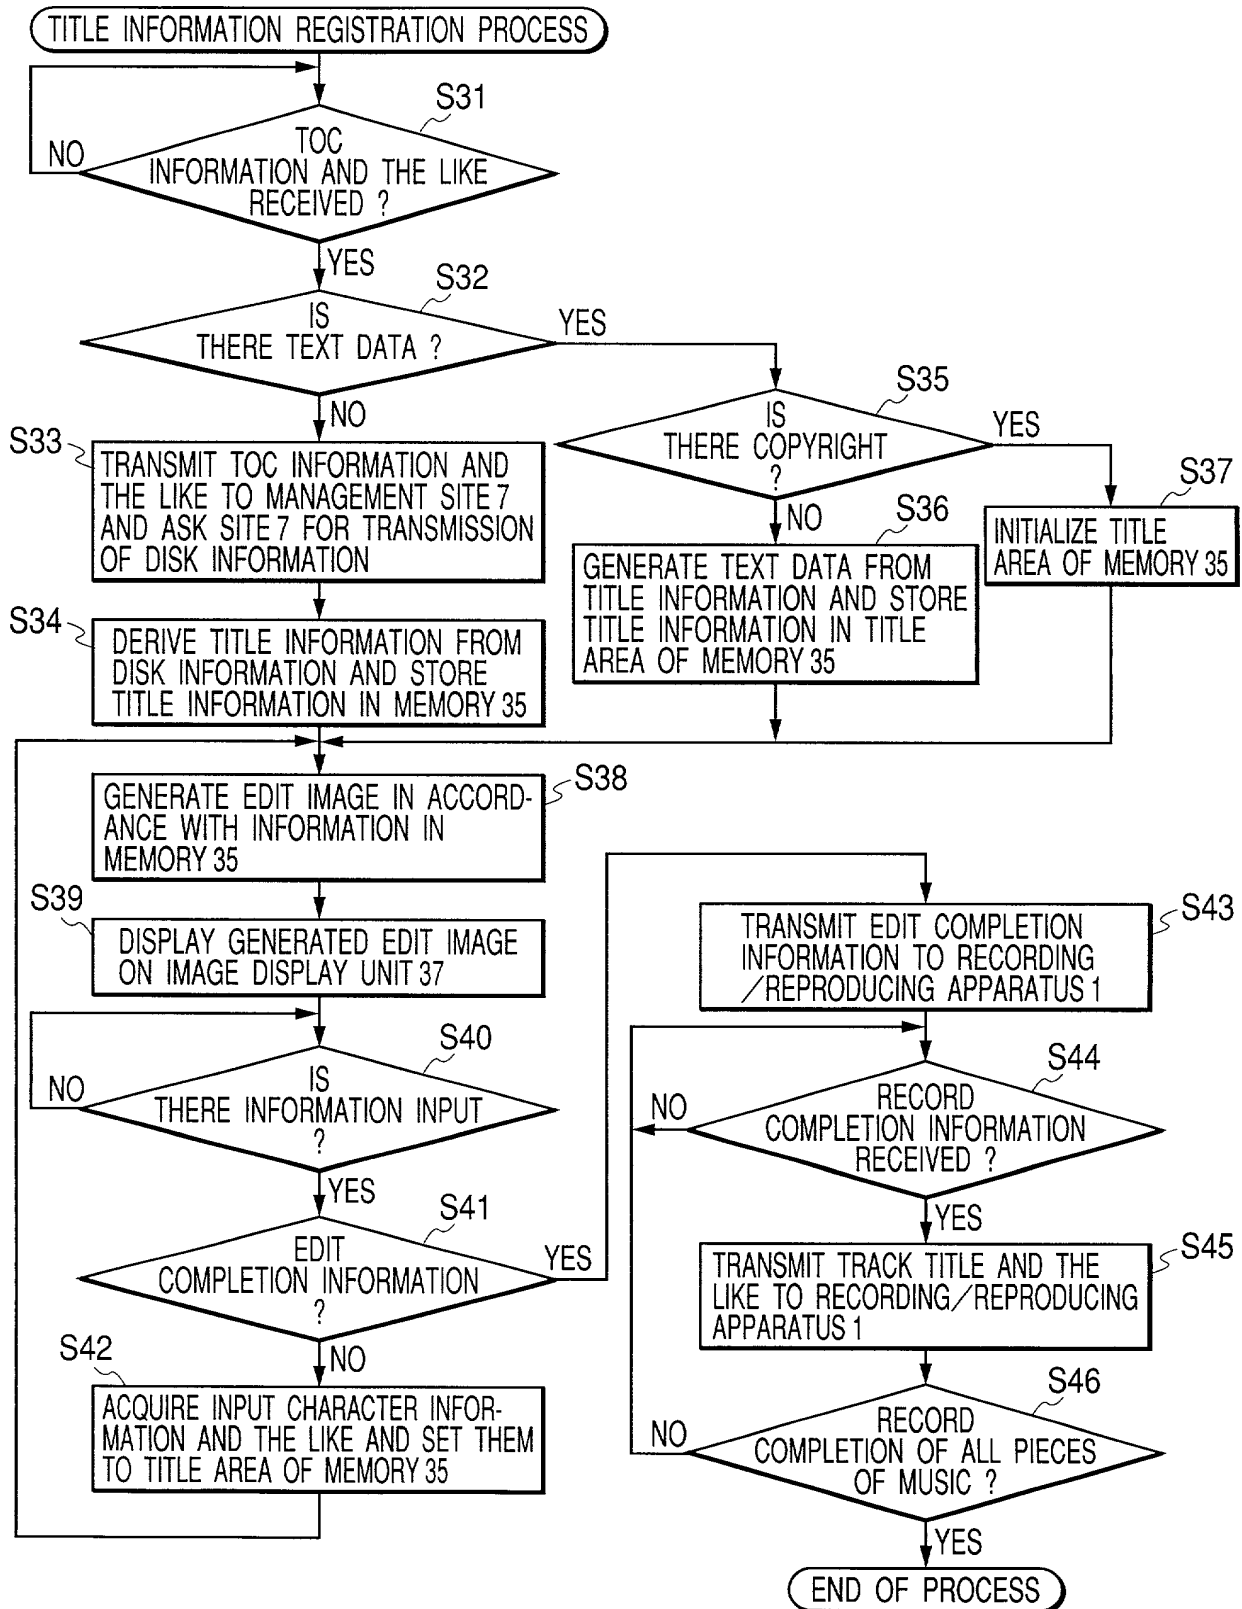 TITLE INFORMATION REGISTRATION PROCESS
S31
TOC
INFORMATION AND THE LIKE
RECEIVED ?
NO
YES
S32
IS
THERE TEXT DATA ?
YES
NO
S33
TRANSMIT TOC INFORMATION AND
THE LIKE TO MANAGEMENT SITE 7
AND ASK SITE 7 FOR TRANSMISSION
OF DISK INFORMATION
S34
DERIVE TITLE INFORMATION FROM
DISK INFORMATION AND STORE
TITLE INFORMATION IN MEMORY 35
S35
IS
THERE COPYRIGHT
?
YES
NO
S36
GENERATE TEXT DATA FROM
TITLE INFORMATION AND STORE
TITLE INFORMATION IN TITLE
AREA OF MEMORY 35
S37
INITIALIZE TITLE
AREA OF MEMORY 35
S38
GENERATE EDIT IMAGE IN ACCORD-
ANCE WITH INFORMATION IN
MEMORY 35
S39
DISPLAY GENERATED EDIT IMAGE
ON IMAGE DISPLAY UNIT 37
S40
IS
THERE INFORMATION INPUT
?
NO
YES
S41
EDIT
COMPLETION INFORMATION
?
YES
NO
S42
ACQUIRE INPUT CHARACTER INFOR-
MATION AND THE LIKE AND SET THEM
TO TITLE AREA OF MEMORY 35
S43
TRANSMIT EDIT COMPLETION
INFORMATION TO RECORDING
/REPRODUCING APPARATUS 1
S44
RECORD
COMPLETION INFORMATION
RECEIVED ?
NO
YES
S45
TRANSMIT TRACK TITLE AND THE
LIKE TO RECORDING/REPRODUCING
APPARATUS 1
S46
RECORD
COMPLETION OF ALL PIECES
OF MUSIC ?
NO
YES
END OF PROCESS